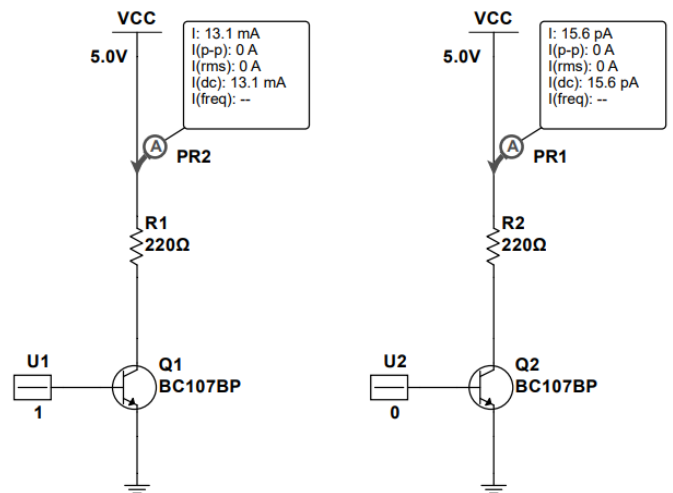 VCC
5.0V
I: 13.1 mA
I(p-p): 0 A
I(rms): 0 A
I(dc): 13.1 mA
I(freq): --
A
PR2
R1
220Ω
U1
1
Q1
BC107BP
VCC
5.0V
I: 15.6 pA
I(p-p): 0 A
I(rms): 0 A
I(dc): 15.6 pA
I(freq): --
A
PR1
R2
220Ω
U2
0
Q2
BC107BP